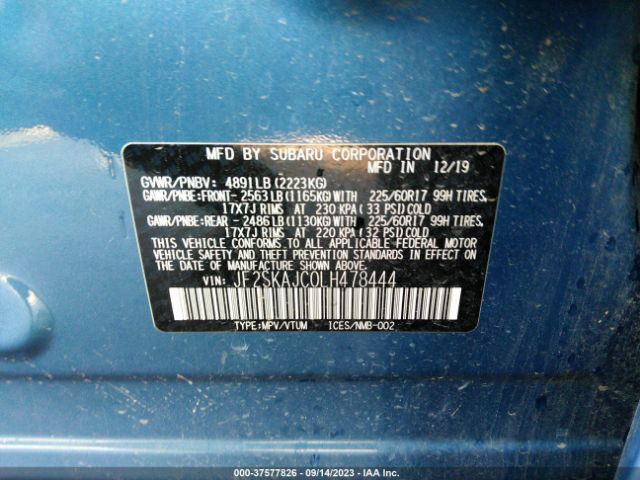 MFD BY SUBARU CORPORATION IN 12/19
GVWR/PNBV: 4891LB(2223KG)
GAWR/PNBE:FRONT-2563LB(1165KG)WITH 225/60R17 99H TIRES,
17X7J RIMS AT 230 KPA(33 PSI)COLD
GAWR/PNBE:REAR -2486LB(1130KG)WITH 225/60R17 99H TIRES,
17X7J RIMS AT 220 KPA(32 PSI)COLD
THIS VEHICLE CONFORMS TO ALL APPLICABLE FEDERAL MOTOR
VEHICLE SAFETY AND THEFT PREVENTION STANDARDS IN EFFECT ON
THE DATE OF MANUFACTURE SHOWN ABOVE.
VIN: JF2SKAJC0LH478444
TYPE:MPV/VTUM ICES/NMB-002
000-37577826 - 09/14/2023 - IAA Inc.